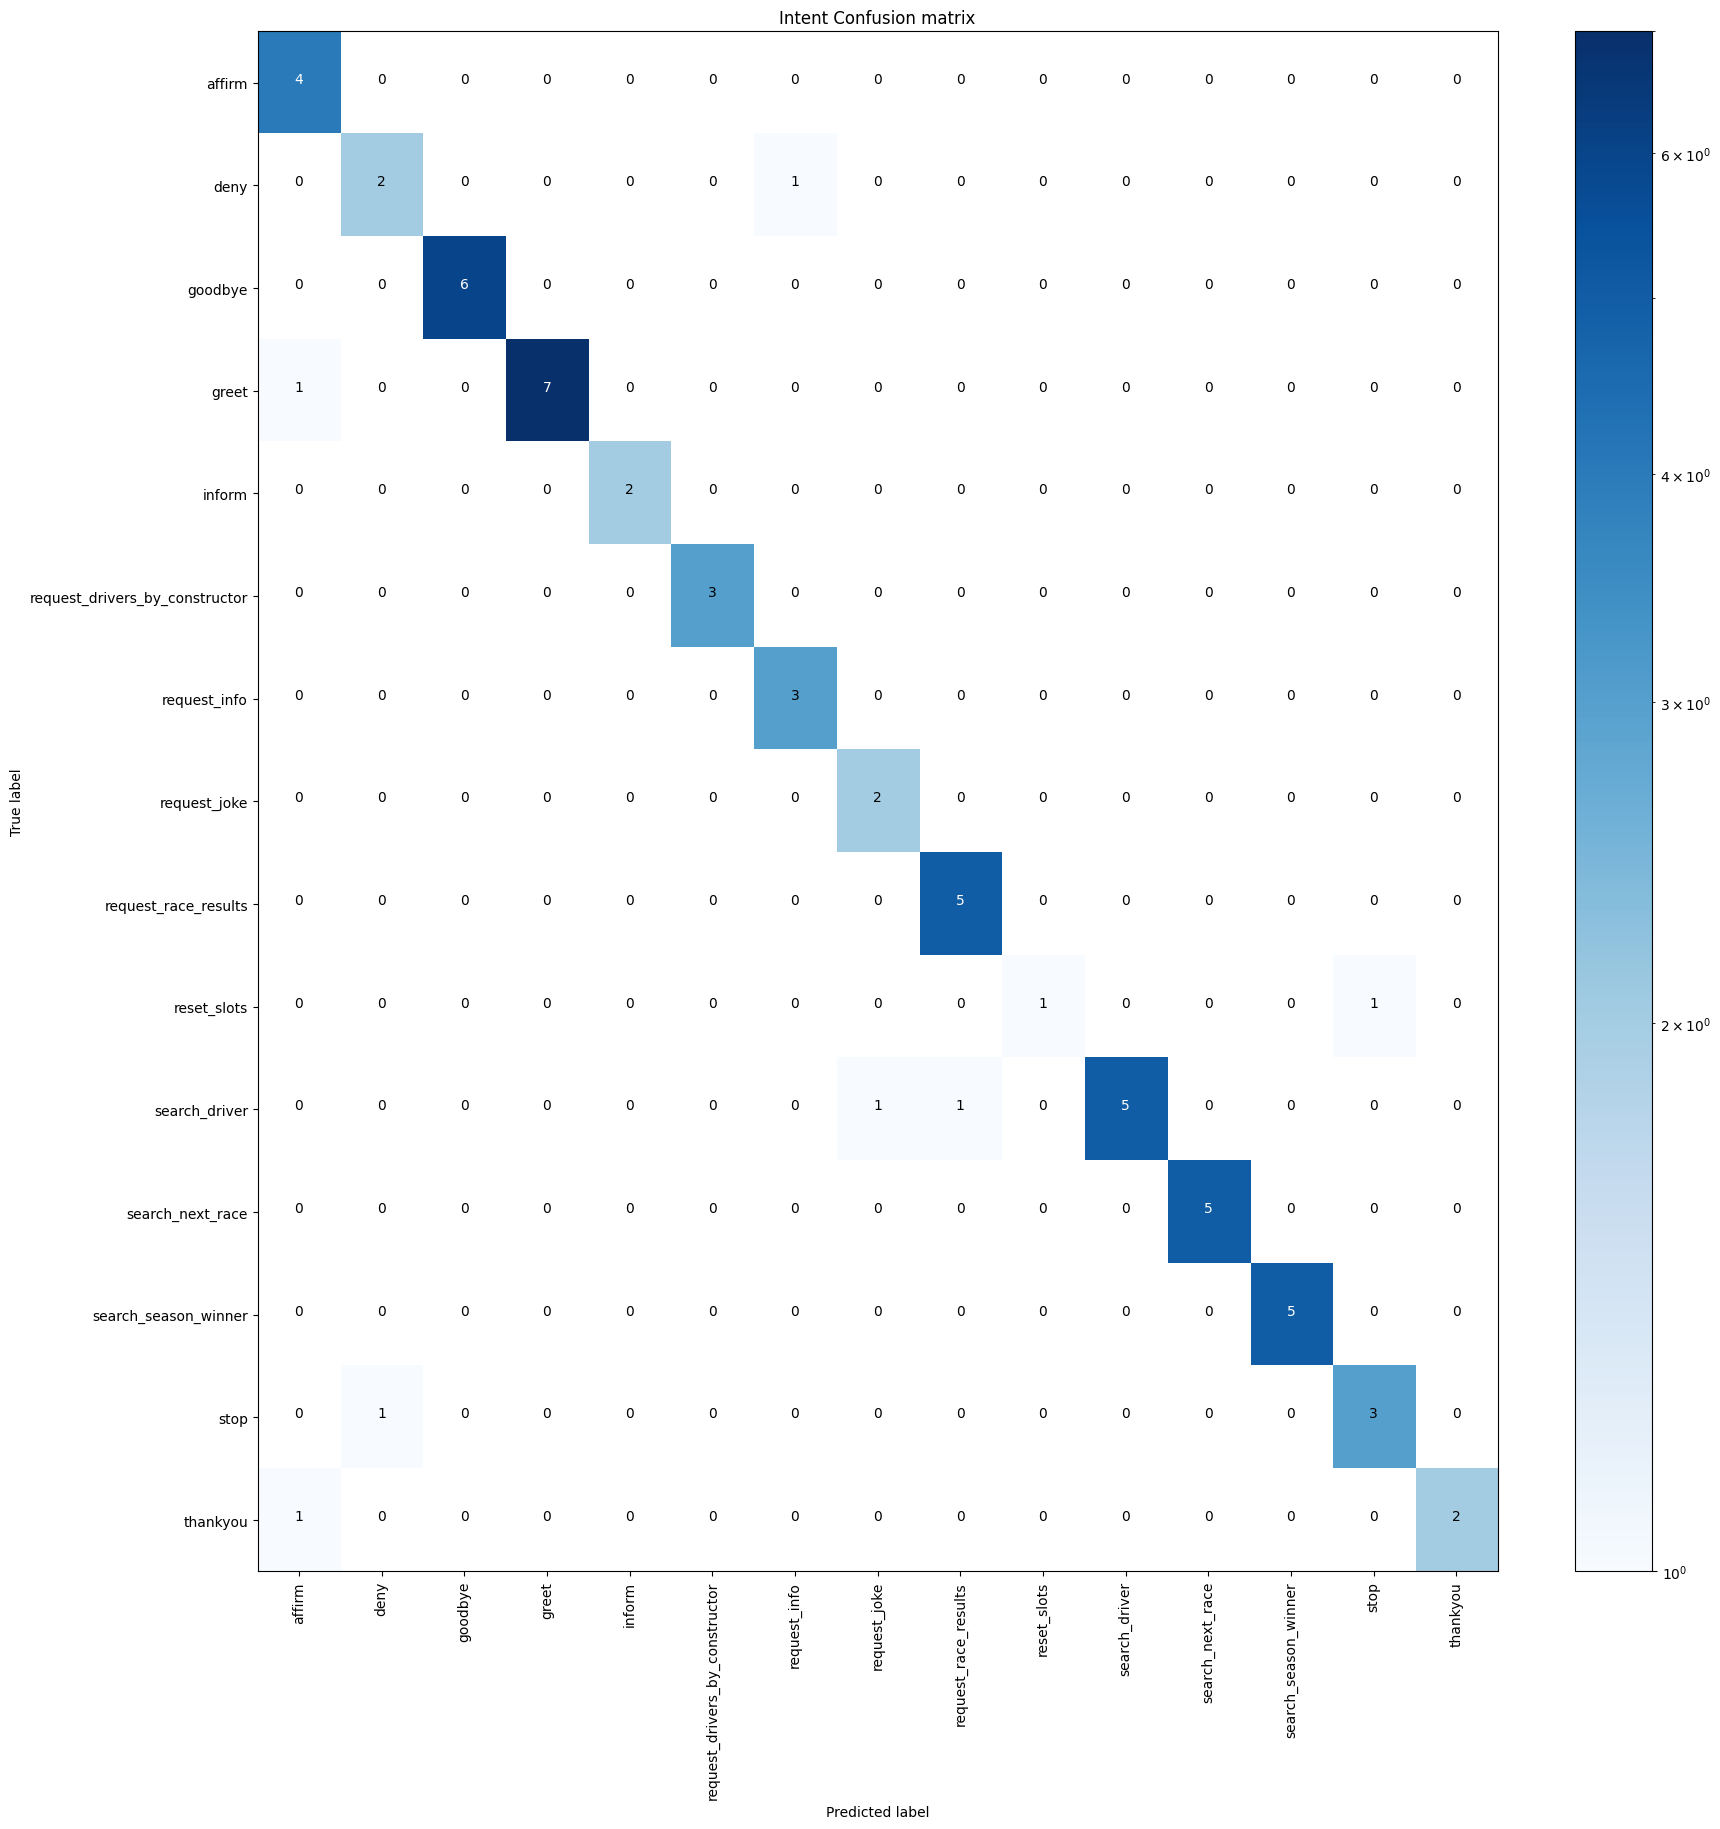 Intent Confusion matrix
affirm 4 0 0 0 0 0 0 0 0 0 0 0 0 0 0
deny 0 2 0 0 0 0 1 0 0 0 0 0 0 0 0
goodbye 0 0 6 0 0 0 0 0 0 0 0 0 0 0 0
greet 1 0 0 7 0 0 0 0 0 0 0 0 0 0 0
inform 0 0 0 0 2 0 0 0 0 0 0 0 0 0 0
request_drivers_by_constructor 0 0 0 0 0 3 0 0 0 0 0 0 0 0 0
request_info 0 0 0 0 0 0 3 0 0 0 0 0 0 0 0
request_joke 0 0 0 0 0 0 0 2 0 0 0 0 0 0 0
request_race_results 0 0 0 0 0 0 0 0 5 0 0 0 0 0 0
reset_slots 0 0 0 0 0 0 0 0 0 1 0 0 0 1 0
search_driver 0 0 0 0 0 0 0 1 1 0 5 0 0 0 0
search_next_race 0 0 0 0 0 0 0 0 0 0 0 5 0 0 0
search_season_winner 0 0 0 0 0 0 0 0 0 0 0 0 5 0 0
stop 0 1 0 0 0 0 0 0 0 0 0 0 0 3 0
thankyou 1 0 0 0 0 0 0 0 0 0 0 0 0 0 2
True label
affirm
deny
goodbye
greet
inform
request_drivers_by_constructor
request_info
request_joke
request_race_results
reset_slots
search_driver
search_next_race
search_season_winner
stop
thankyou
Predicted label
6 × 10⁰
4 × 10⁰
3 × 10⁰
2 × 10⁰
10⁰